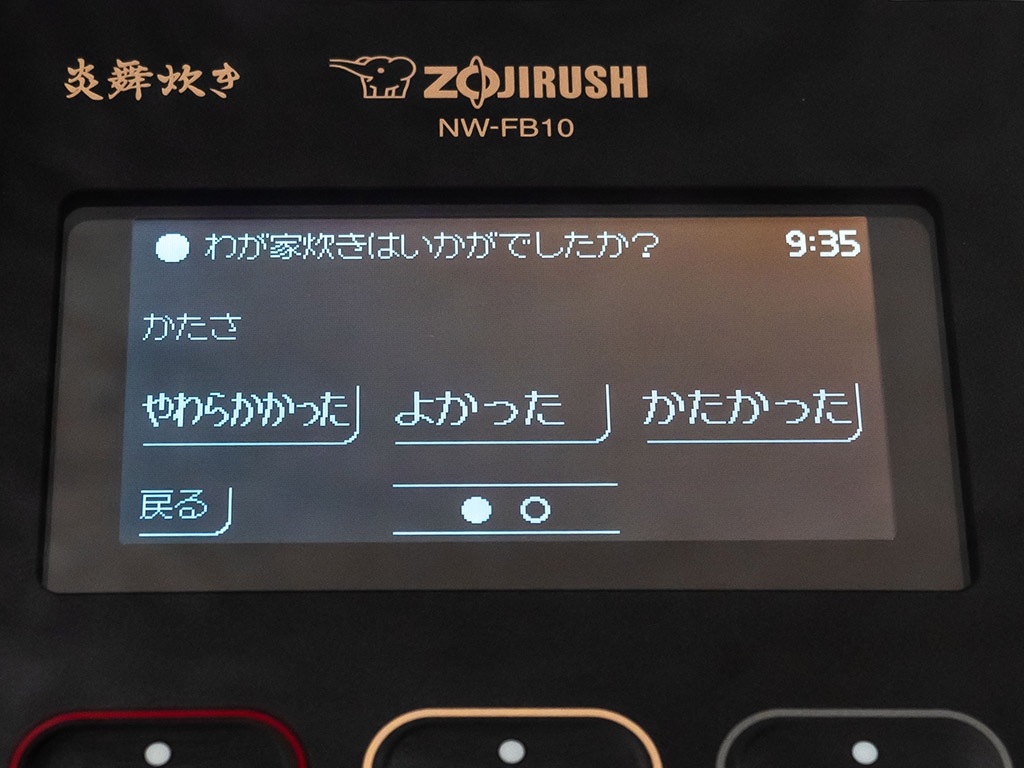 炎舞炊き ZOJIRUSHI
NW-FB10
わが家炊きはいかがでしたか？ 9:35
かたさ
やわらかかった よかった かたかった
戻る